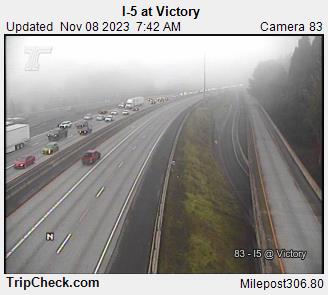 I-5 at Victory
Updated Nov 08 2023 7:42 AM Camera 83
T
N
83 - I5 @ Victory
TripCheck.com Milepost306.80